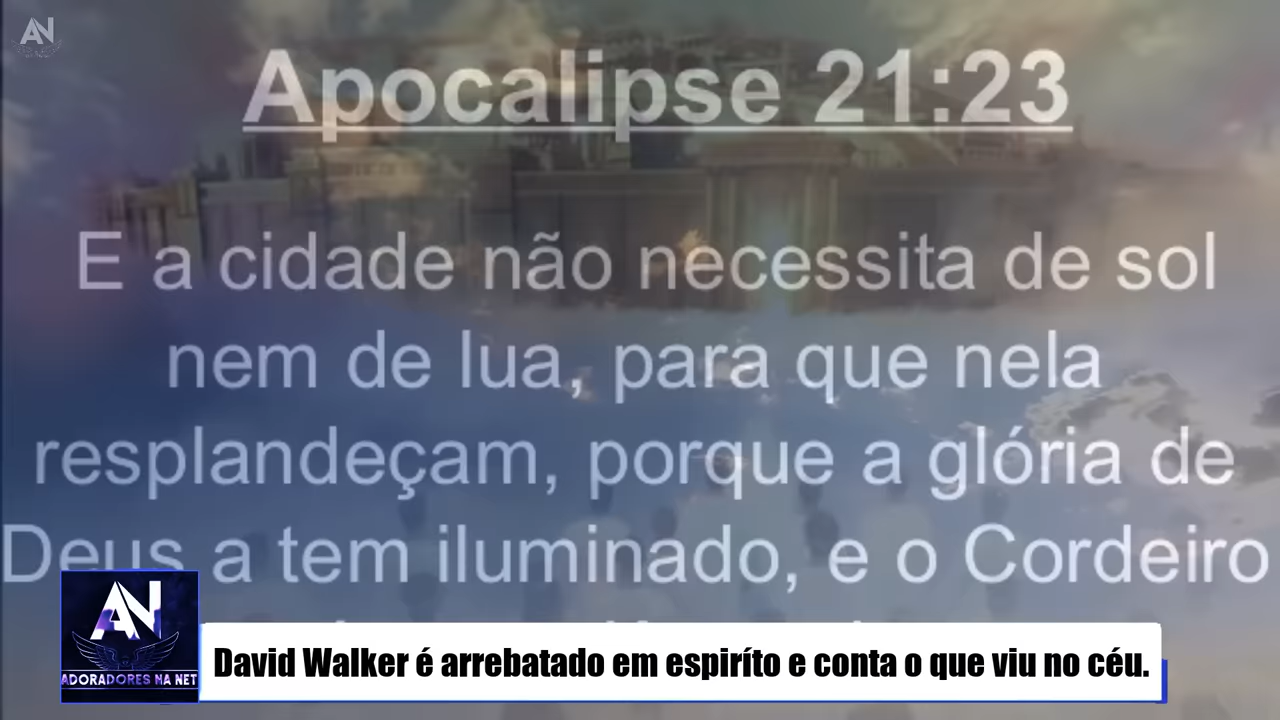 AN
Apocalipse 21:23
E a cidade não necessita de sol
nem de lua, para que nela
resplandeçam, porque a glória de
Deus a tem iluminado, e o Cordeiro
AN
ADORADORES NA NET
David Walker é arrebatado em espiríto e conta o que viu no céu.